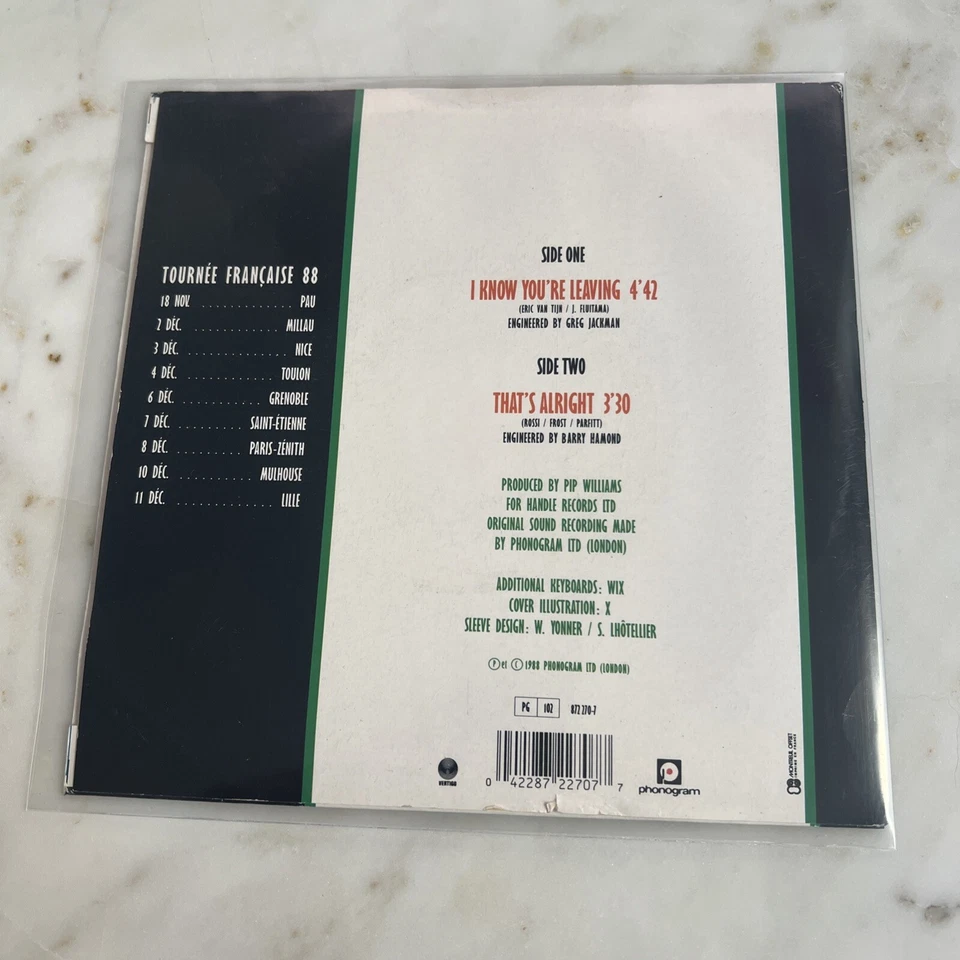 TOURNÉE FRANÇAISE 88
18 NOV. .................. PAU
2 DÉC. ............. MILLAU
3 DÉC. ............... NICE
4 DÉC. ............. TOULON
6 DÉC. ............ GRENOBLE
7 DÉC. .......... SAINT-ÉTIENNE
8 DÉC. .......... PARIS-ZÉNITH
10 DÉC. ........... MULHOUSE
11 DÉC. .............. LILLE
SIDE ONE
I KNOW YOU'RE LEAVING 4'42
(ERIC VAN TIJN / J. FLUITAMA)
ENGINEERED BY GREG JACKMAN
SIDE TWO
THAT'S ALRIGHT 3'30
(ROSSI / FROST / PARFITT)
ENGINEERED BY BARRY HAMOND
PRODUCED BY PIP WILLIAMS
FOR HANDLE RECORDS LTD
ORIGINAL SOUND RECORDING MADE
BY PHONOGRAM LTD (LONDON)
ADDITIONAL KEYBOARDS: WIX
COVER ILLUSTRATION: X
SLEEVE DESIGN: W. YONNER / S. LHÔTELLIER
Ⓟ et Ⓒ 1988 PHONOGRAM LTD (LONDON)
PG 102 872 270-7
VERTIGO
0 42287 22707 7
phonogram
MONTREUIL OFFSET
IMPRIMÉ EN FRANCE